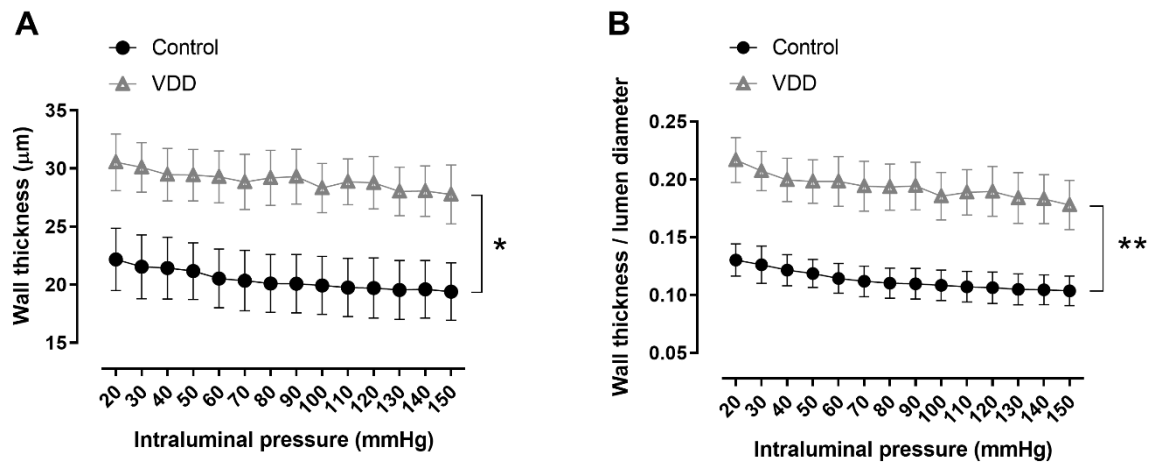 A
Control
VDD
Wall thickness (μm)
35
30
25
20
15
*
20 30 40 50 60 70 80 90 100 110 120 130 140 150
Intraluminal pressure (mmHg)
B
Control
VDD
Wall thickness / lumen diameter
0.25
0.20
0.15
0.10
0.05
**
20 30 40 50 60 70 80 90 100 110 120 130 140 150
Intraluminal pressure (mmHg)